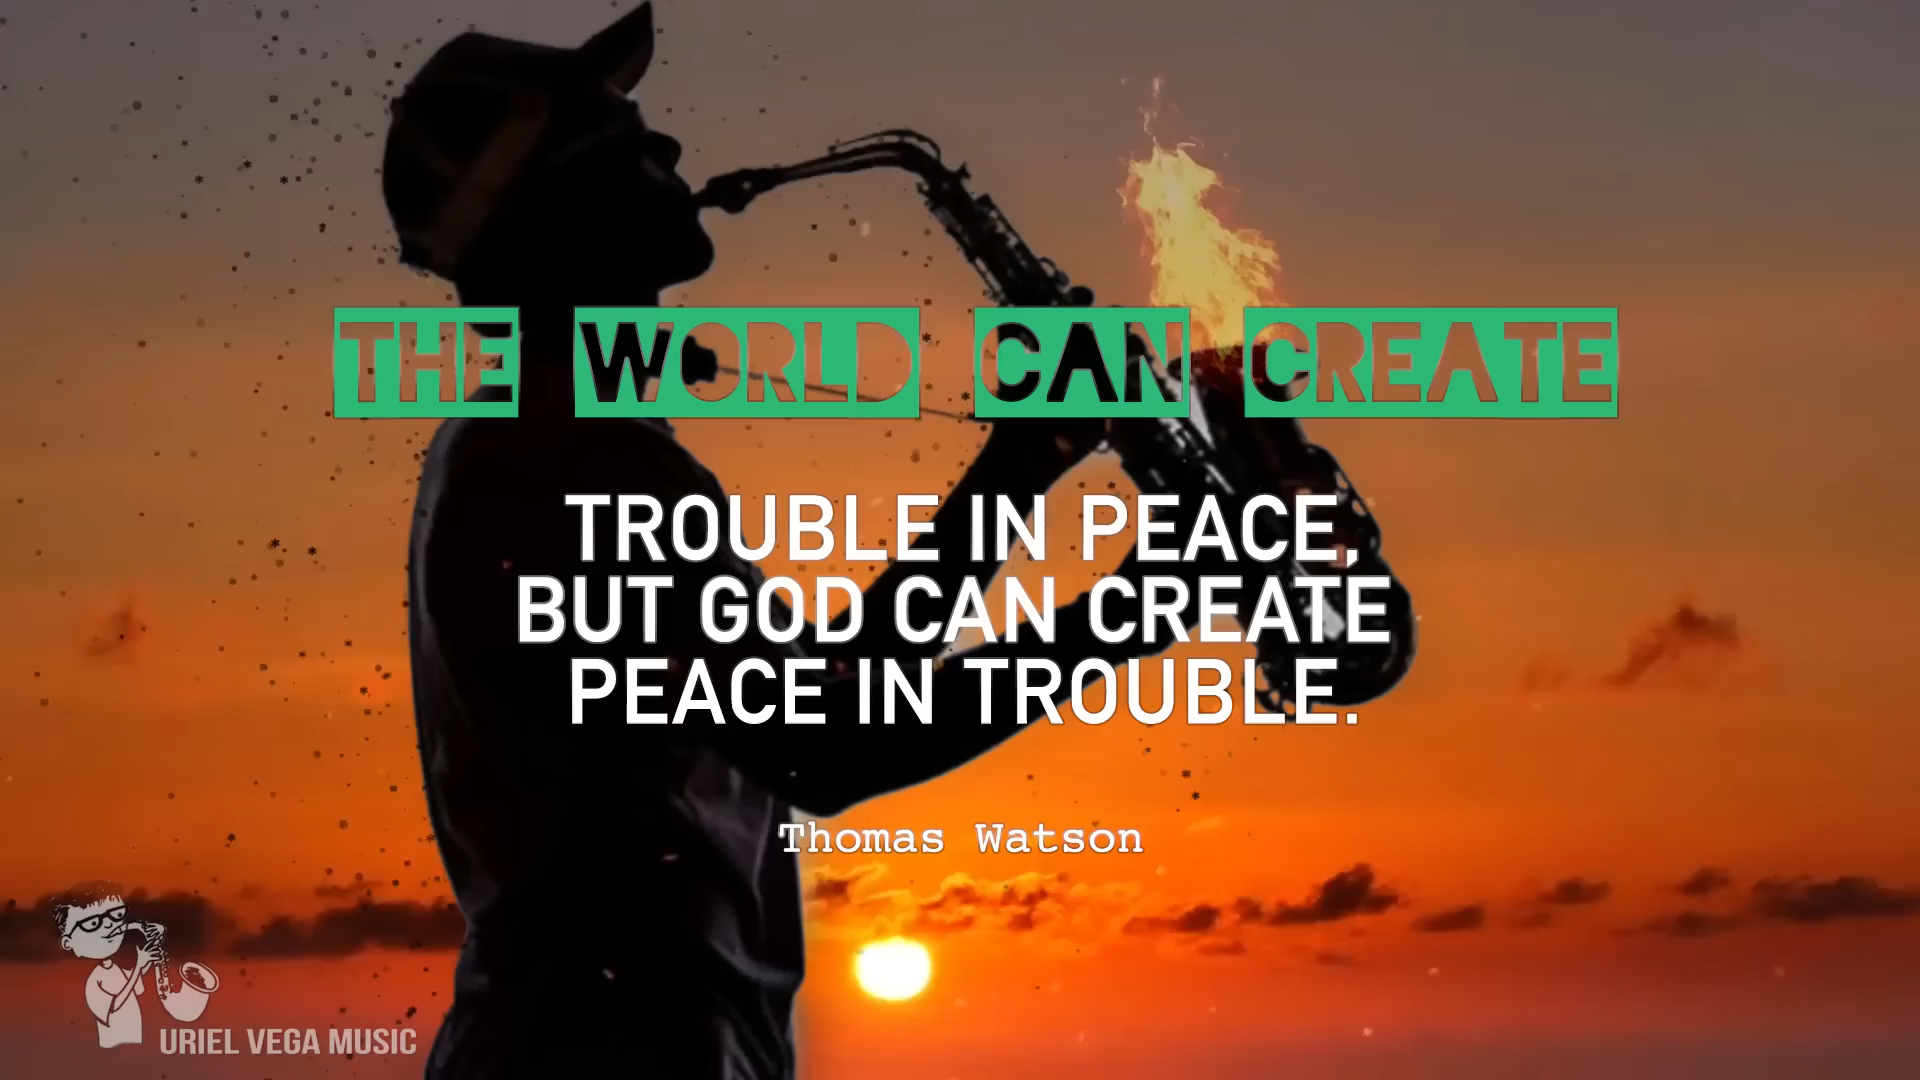 THE WORLD CAN CREATE
TROUBLE IN PEACE,
BUT GOD CAN CREATE
PEACE IN TROUBLE.
Thomas Watson
URIEL VEGA MUSIC